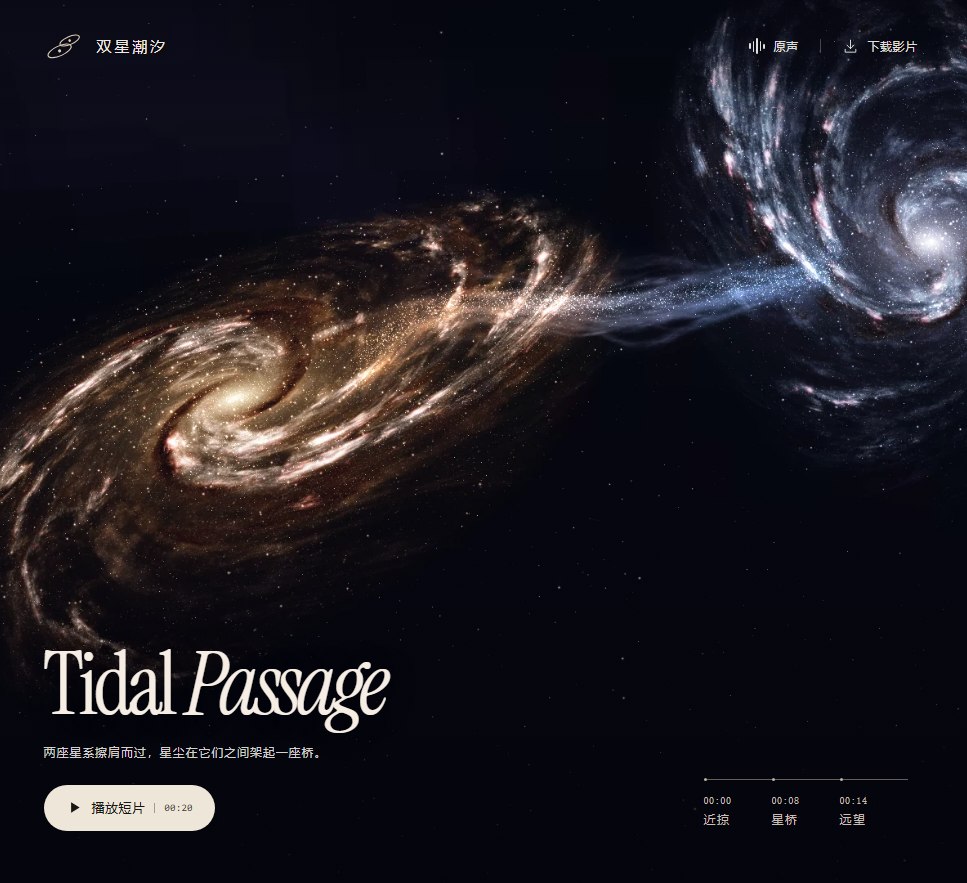 双星潮汐
原声
下载影片
Tidal Passage
两座星系擦肩而过，星尘在它们之间架起一座桥。
播放短片 | 00:20
00:00 00:08 00:14
近掠 星桥 远望